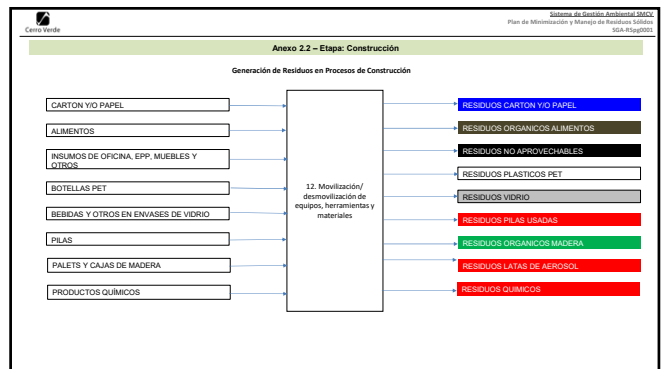 Cerro Verde
Sistema de Gestión Ambiental SMCV
Plan de Minimización y Manejo de Residuos Sólidos
SGA-RSpg0001
Anexo 2.2 – Etapa: Construcción
Generación de Residuos en Procesos de Construcción
CARTON Y/O PAPEL
ALIMENTOS
INSUMOS DE OFICINA, EPP, MUEBLES Y
OTROS
BOTELLAS PET
BEBIDAS Y OTROS EN ENVASES DE VIDRIO
PILAS
PALETS Y CAJAS DE MADERA
PRODUCTOS QUÍMICOS
12. Movilización/
desmovilización de
equipos, herramientas y
materiales
RESIDUOS CARTON Y/O PAPEL
RESIDUOS ORGANICOS ALIMENTOS
RESIDUOS NO APROVECHABLES
RESIDUOS PLASTICOS PET
RESIDUOS VIDRIO
RESIDUOS PILAS USADAS
RESIDUOS ORGANICOS MADERA
RESIDUOS LATAS DE AEROSOL
RESIDUOS QUIMICOS